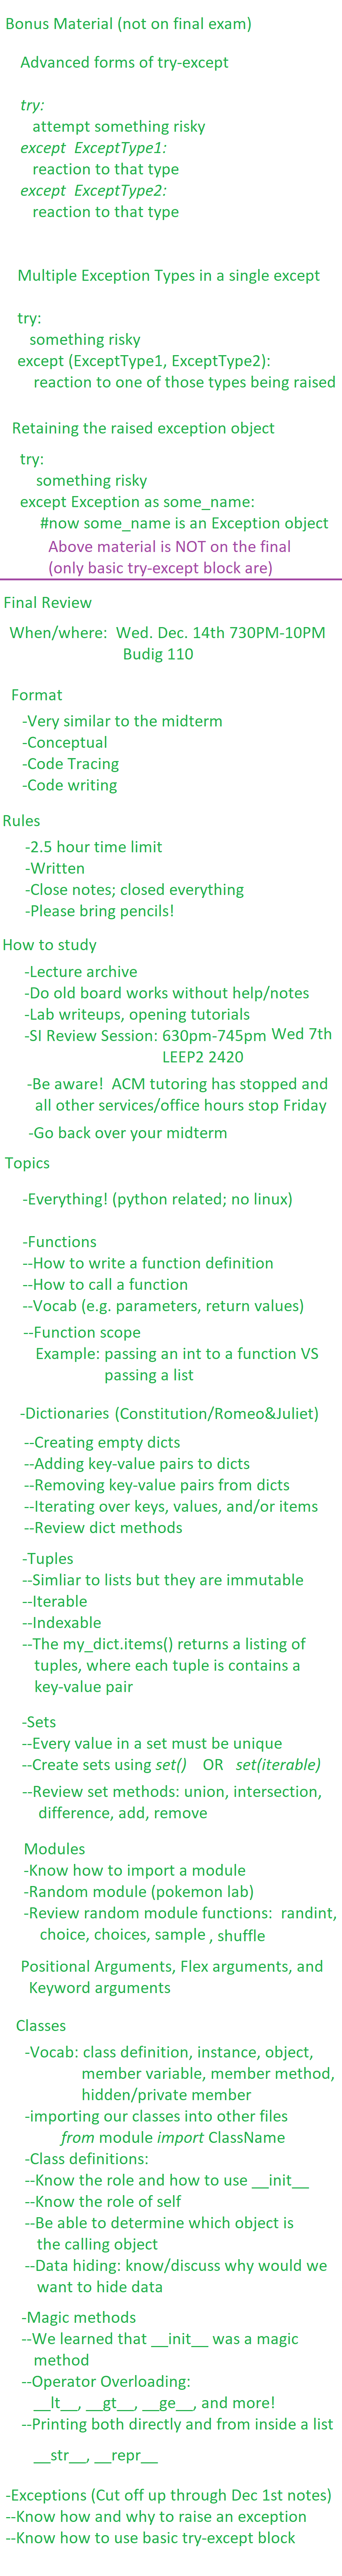 Bonus Material (not on final exam)
Advanced forms of try-except
try:
attempt something risky
except ExceptType1:
reaction to that type
except ExceptType2:
reaction to that type
Multiple Exception Types in a single except
try:
something risky
except (ExceptType1, ExceptType2):
reaction to one of those types being raised
Retaining the raised exception object
try:
something risky
except Exception as some_name:
#now some_name is an Exception object
Above material is NOT on the final
(only basic try-except block are)
Final Review
When/where: Wed. Dec. 14th 730PM-10PM
Budig 110
Format
-Very similar to the midterm
-Conceptual
-Code Tracing
-Code writing
Rules
-2.5 hour time limit
-Written
-Close notes; closed everything
-Please bring pencils!
How to study
-Lecture archive
-Do old board works without help/notes
-Lab writeups, opening tutorials
-SI Review Session: 630pm-745pm Wed 7th
LEEP2 2420
-Be aware! ACM tutoring has stopped and
all other services/office hours stop Friday
-Go back over your midterm
Topics
-Everything! (python related; no linux)
-Functions
--How to write a function definition
--How to call a function
--Vocab (e.g. parameters, return values)
--Function scope
Example: passing an int to a function VS
passing a list
-Dictionaries (Constitution/Romeo&Juliet)
--Creating empty dicts
--Adding key-value pairs to dicts
--Removing key-value pairs from dicts
--Iterating over keys, values, and/or items
--Review dict methods
-Tuples
--Simliar to lists but they are immutable
--Iterable
--Indexable
--The my_dict.items() returns a listing of
tuples, where each tuple is contains a
key-value pair
-Sets
--Every value in a set must be unique
--Create sets using set() OR set(iterable)
--Review set methods: union, intersection,
difference, add, remove
Modules
-Know how to import a module
-Random module (pokemon lab)
-Review random module functions: randint,
choice, choices, sample , shuffle
Positional Arguments, Flex arguments, and
Keyword arguments
Classes
-Vocab: class definition, instance, object,
member variable, member method,
hidden/private member
-importing our classes into other files
from module import ClassName
-Class definitions:
--Know the role and how to use __init__
--Know the role of self
--Be able to determine which object is
the calling object
--Data hiding: know/discuss why would we
want to hide data
-Magic methods
--We learned that __init__ was a magic
method
--Operator Overloading:
__lt__, __gt__, __ge__, and more!
--Printing both directly and from inside a list
__str__, __repr__
-Exceptions (Cut off up through Dec 1st notes)
--Know how and why to raise an exception
--Know how to use basic try-except block